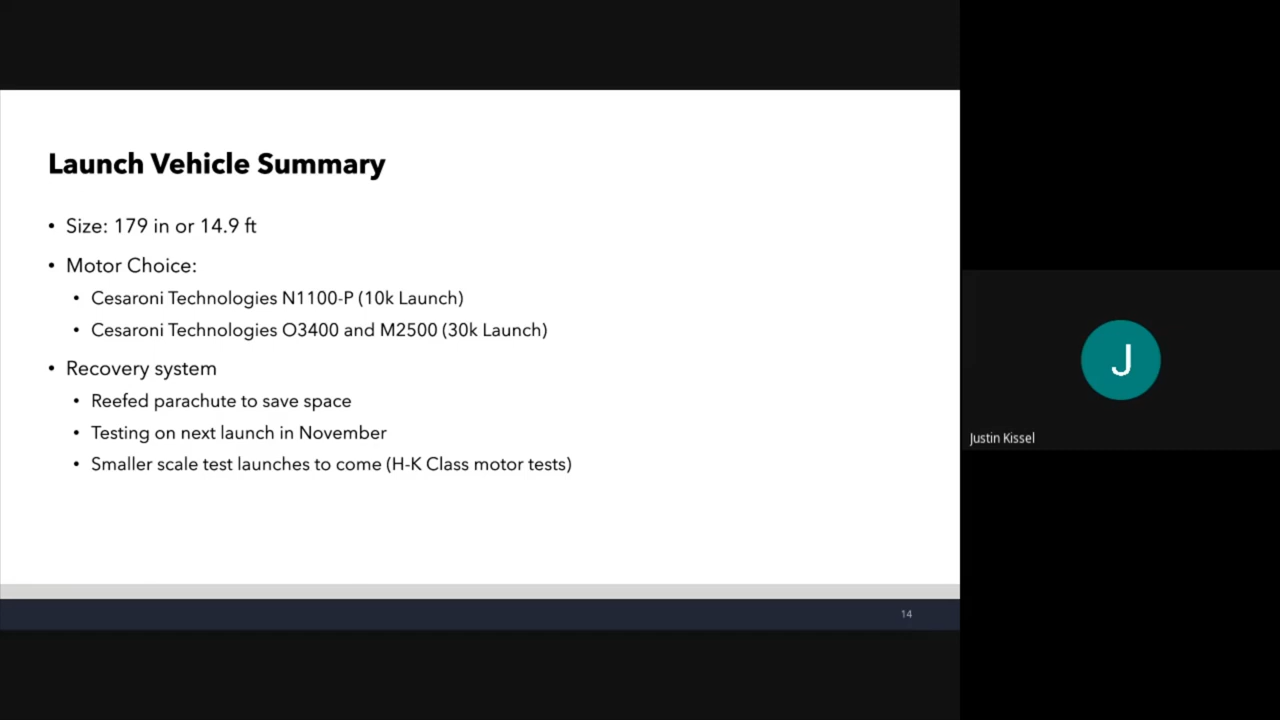 Launch Vehicle Summary
• Size: 179 in or 14.9 ft
• Motor Choice:
• Cesaroni Technologies N1100-P (10k Launch)
• Cesaroni Technologies O3400 and M2500 (30k Launch)
• Recovery system
• Reefed parachute to save space
• Testing on next launch in November
• Smaller scale test launches to come (H-K Class motor tests)
14
J
Justin Kissel